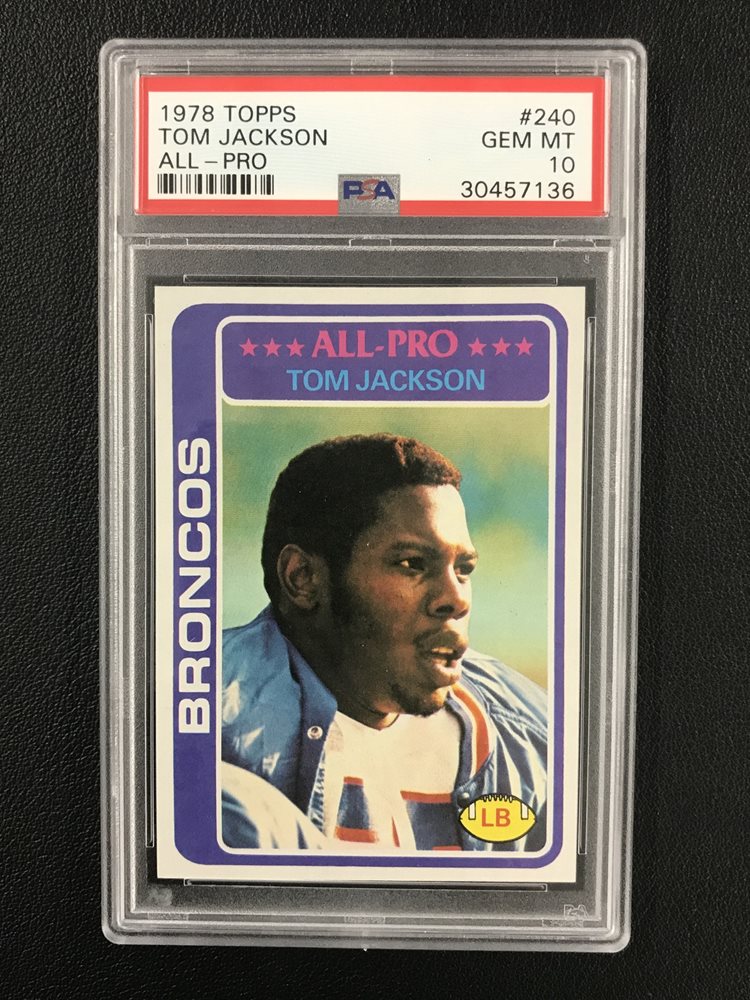 1978 TOPPS #240
TOM JACKSON GEM MT
ALL-PRO 10
PSA 30457136
★★★ ALL-PRO ★★★
TOM JACKSON
BRONCOS
LB